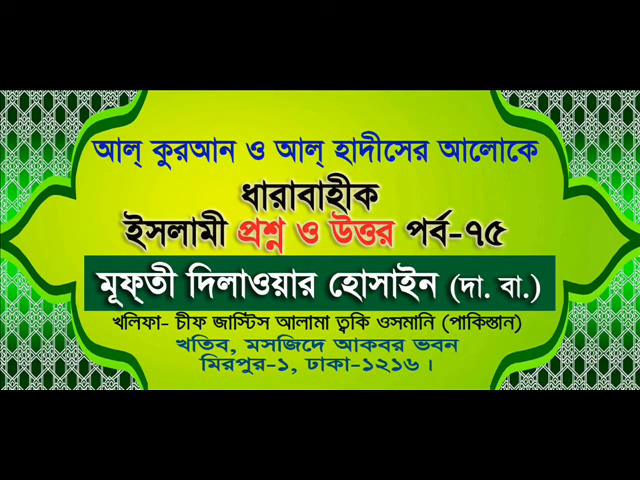 আল্ কুরআন ও আল্ হাদীসের আলোকে
ধারাবাহীক
ইসলামী প্রশ্ন ও উত্তর পর্ব-৭৫
মূফ্তী দিলাওয়ার হোসাইন (দা. বা.)
খলিফা- চীফ জাস্টিস আলামা ত্বকি ওসমানি (পাকিস্তান)
খতিব, মসজিদে আকবর ভবন
মিরপুর-১, ঢাকা-১২১৬।